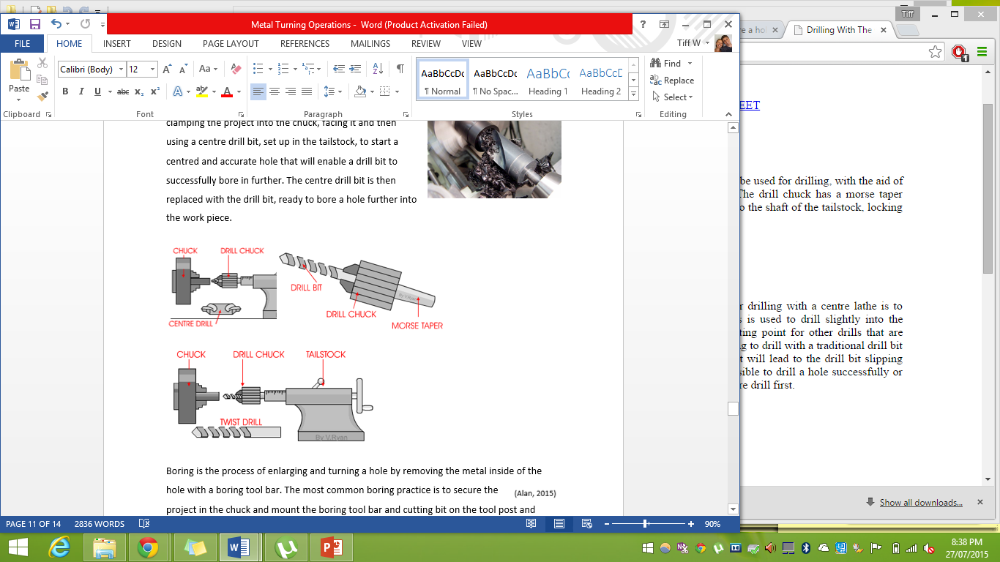 Tiff
Metal Turning Operations - Word (Product Activation Failed)
re a ho
Drilling With The
FILE HOME INSERT DESIGN PAGE LAYOUT REFERENCES MAILINGS REVIEW VIEW
Tiff W
Paste
Calibri (Body) 12
AaBbCcDc AaBbCcDc AaBbCc AaBbCcD
¶ Normal ¶ No Spac... Heading 1 Heading 2
Find
Replace
Select
Clipboard Font Paragraph Styles Editing
clamping the project into the chuck, facing it and then
using a centre drill bit, set up in the tailstock, to start a
centred and accurate hole that will enable a drill bit to
successfully bore in further. The centre drill bit is then
replaced with the drill bit, ready to bore a hole further into
the work piece.
CHUCK DRILL CHUCK
CENTRE DRILL
DRILL BIT
DRILL CHUCK
MORSE TAPER
CHUCK DRILL CHUCK TAILSTOCK
TWIST DRILL
By V.Ryan
Boring is the process of enlarging and turning a hole by removing the metal inside of the
hole with a boring tool bar. The most common boring practice is to secure the
(Alan, 2015)
project in the chuck and mount the boring tool bar and cutting bit on the tool post and
PAGE 11 OF 14 2836 WORDS 90%
EET
be used for drilling, with the aid of
The drill chuck has a morse taper
o the shaft of the tailstock, locking
r drilling with a centre lathe is to
s is used to drill slightly into the
ting point for other drills that are
g to drill with a traditional drill bit
t will lead to the drill bit slipping
sible to drill a hole successfully or
re drill first.
Show all downloads...
8:38 PM
27/07/2015